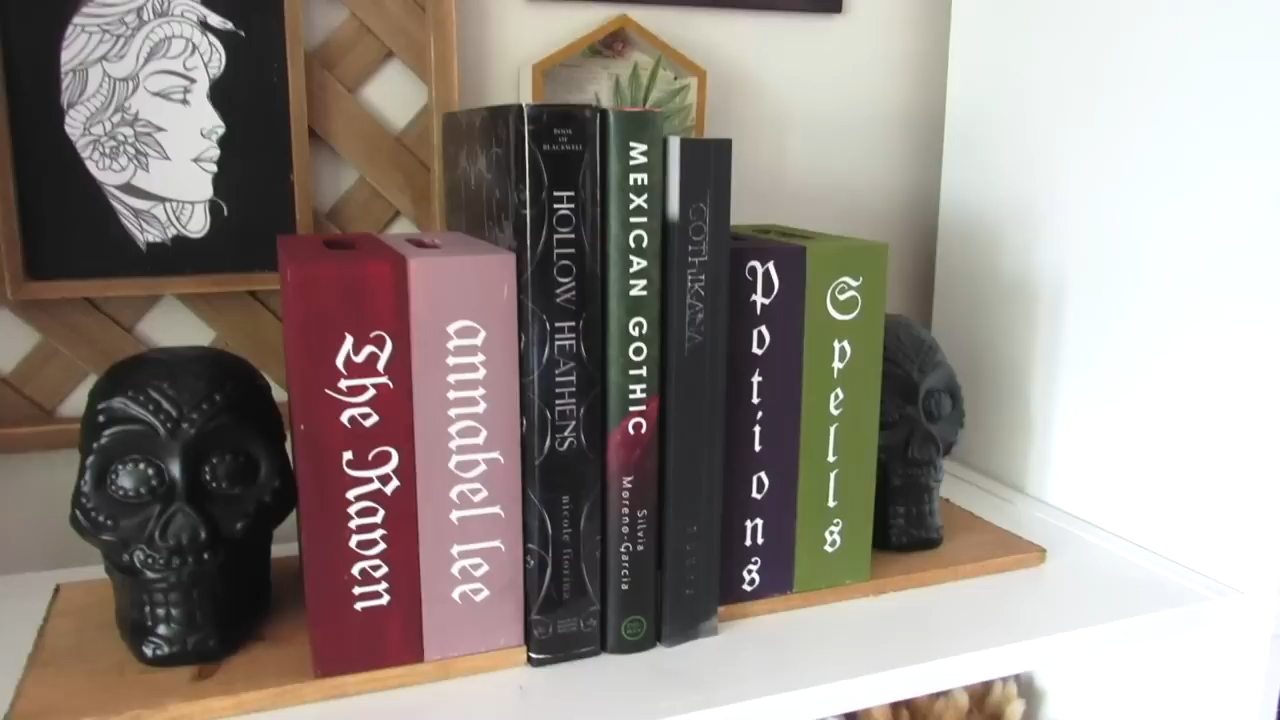 The Raven
annabel lee
BOOK
OF
BLACKWELL
HOLLOW HEATHENS
nicole fiorina
MEXICAN GOTHIC
Silvia
Moreno-Garcia
GOTHIKANA
Potions
Spells